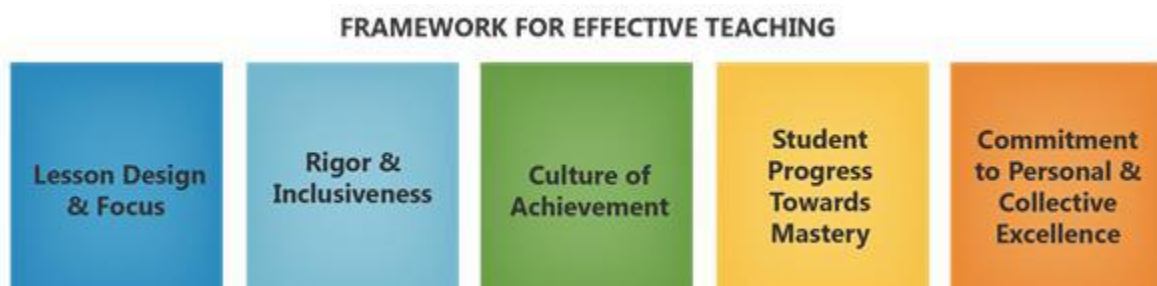 FRAMEWORK FOR EFFECTIVE TEACHING
Lesson Design
& Focus
Rigor &
Inclusiveness
Culture of
Achievement
Student
Progress
Towards
Mastery
Commitment
to Personal &
Collective
Excellence